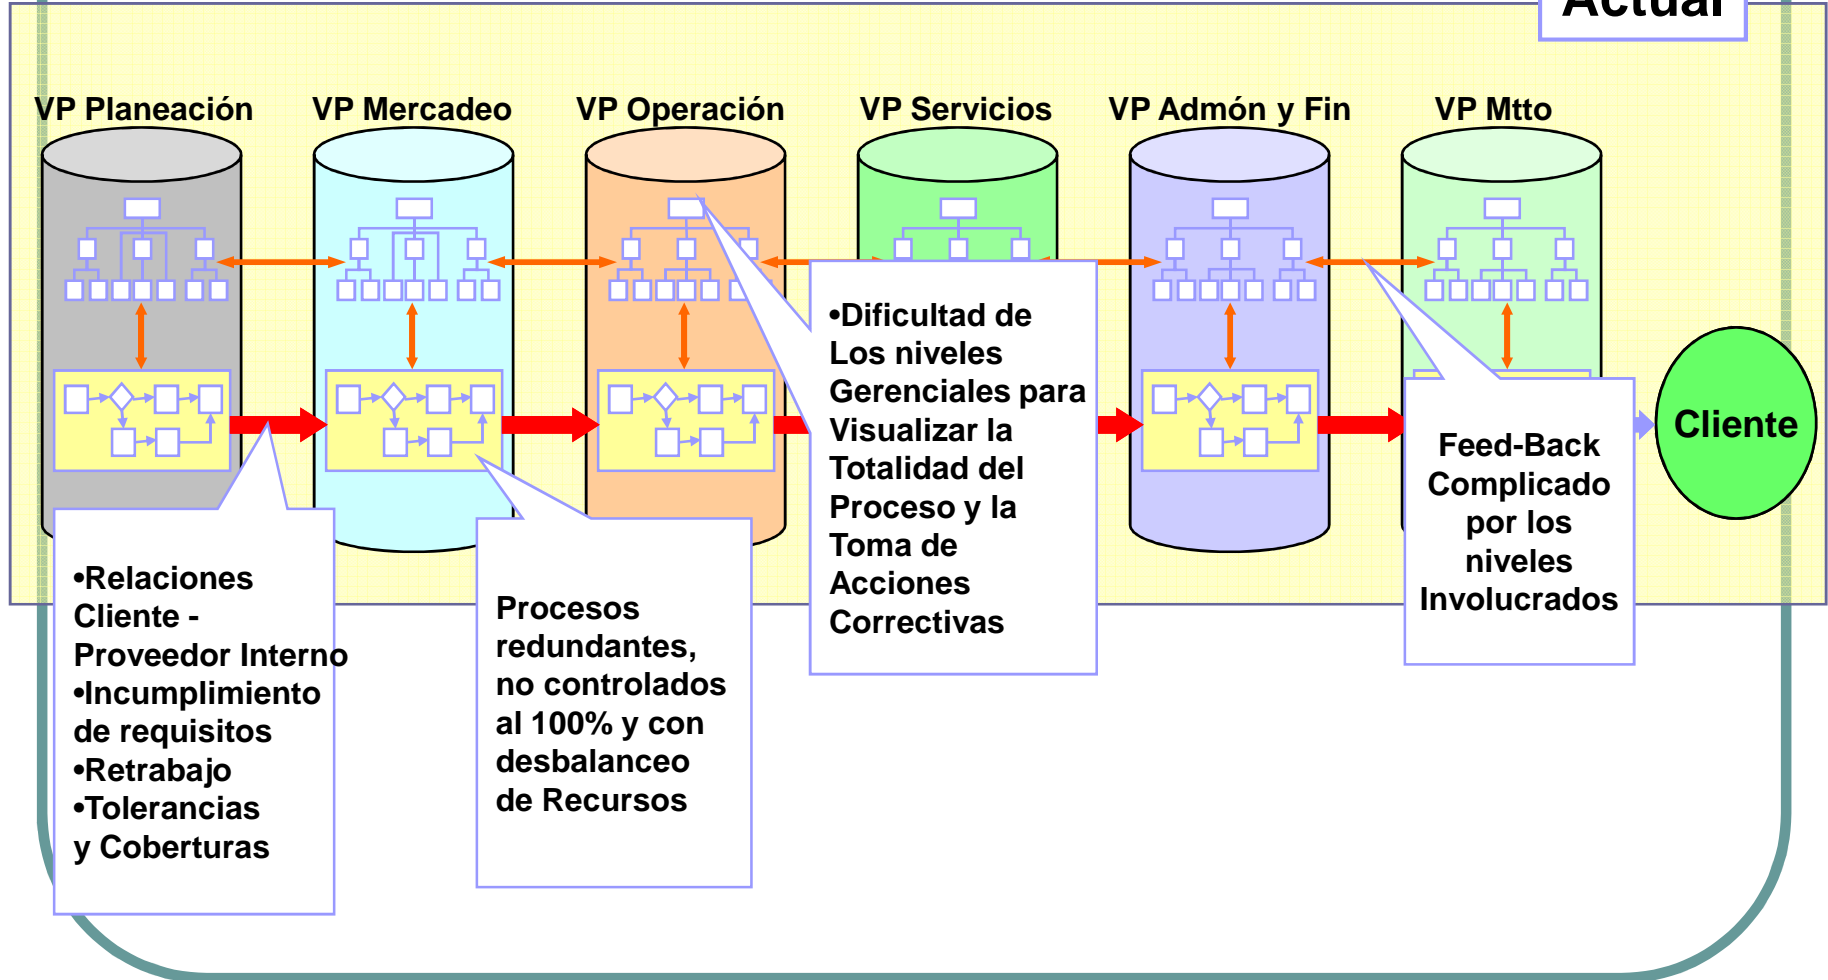 Actual
VP Planeación
VP Mercadeo
VP Operación
VP Servicios
VP Admón y Fin
VP Mtto
•Dificultad de
Los niveles
Gerenciales para
Visualizar la
Totalidad del
Proceso y la
Toma de
Acciones
Correctivas
Cliente
Feed-Back
Complicado
por los
niveles
Involucrados
•Relaciones
Cliente -
Proveedor Interno
•Incumplimiento
de requisitos
•Retrabajo
•Tolerancias
y Coberturas
Procesos
redundantes,
no controlados
al 100% y con
desbalanceo
de Recursos